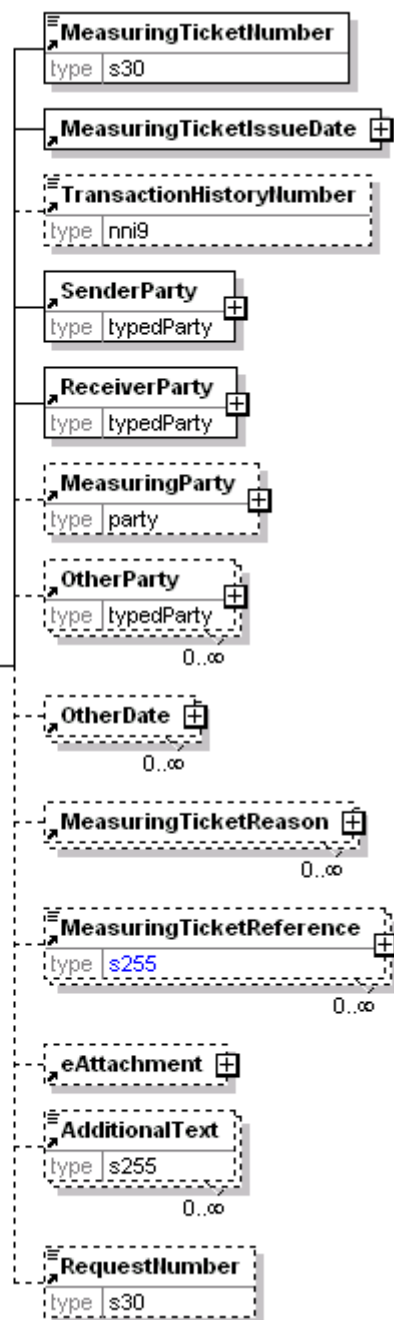 MeasuringTicketNumber
type s30
MeasuringTicketIssueDate
TransactionHistoryNumber
type nni9
SenderParty
type typedParty
ReceiverParty
type typedParty
MeasuringParty
type party
OtherParty
type typedParty
0..∞
OtherDate
0..∞
MeasuringTicketReason
0..∞
MeasuringTicketReference
type s255
0..∞
eAttachment
AdditionalText
type s255
0..∞
RequestNumber
type s30